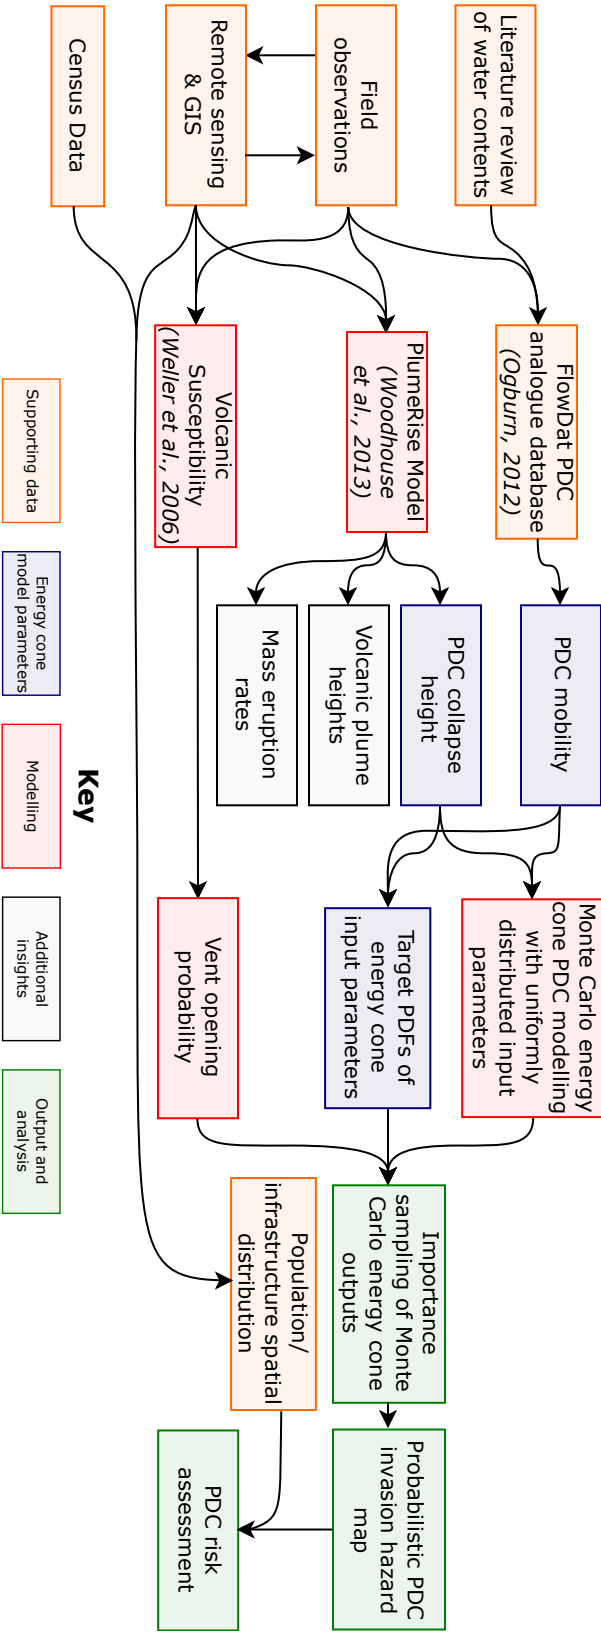 Literature review
of water contents
Field
observations
Remote sensing
& GIS
Census Data
FlowDat PDC
analogue database
(Ogburn, 2012)
PlumeRise Model
(Woodhouse
et al., 2013)
Volcanic
Susceptibility
(Weller et al., 2006)
PDC mobility
PDC collapse
height
Volcanic plume
heights
Mass eruption
rates
Monte Carlo energy
cone PDC modelling
with uniformly
distributed input
parameters
Target PDFs of
energy cone
input parameters
Vent opening
probability
Importance
sampling of Monte
Carlo energy cone
outputs
Population/
infrastructure spatial
distribution
Probabilistic PDC
invasion hazard
map
PDC risk
assessment
Key
Supporting data
Energy cone
model parameters
Modelling
Additional
insights
Output and
analysis